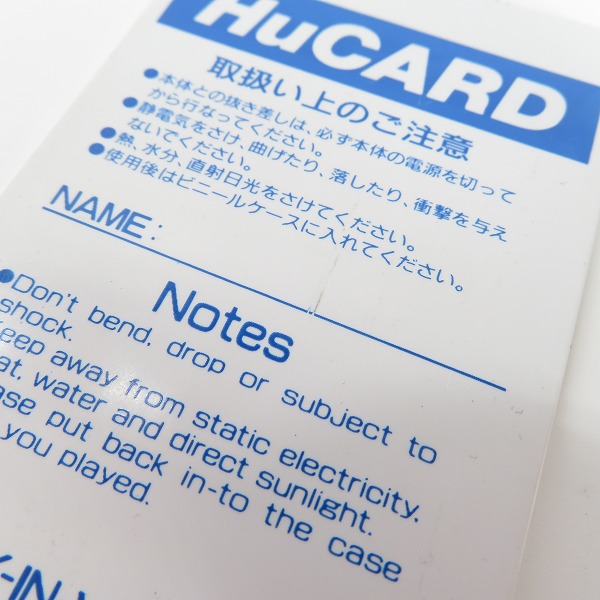 HuCARD
取扱い上のご注意
●本体との抜き差しは、必ず本体の電源を切って
から行なってください。
●静電気をさけ、曲げたり、落したり、衝撃を与え
ないでください。
●熱、水分、直射日光をさけてください。
●使用後はビニールケースに入れてください。
NAME:
Notes
●Don't bend, drop or subject to
shock.
Keep away from static electricity,
at, water and direct sunlight.
ase put back in-to the case
you played.
-IN